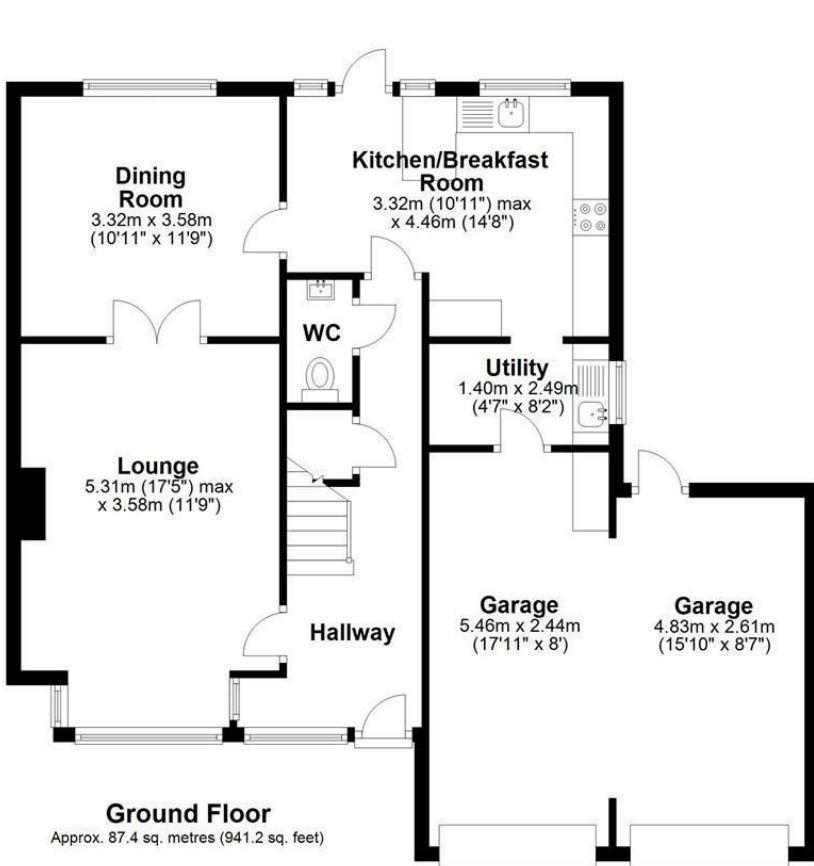 Dining
Room
3.32m x 3.58m
(10'11" x 11'9")
Kitchen/Breakfast
Room
3.32m (10'11") max
x 4.46m (14'8")
WC
Utility
1.40m x 2.49m
(4'7" x 8'2")
Lounge
5.31m (17'5") max
x 3.58m (11'9")
Hallway
Garage
5.46m x 2.44m
(17'11" x 8')
Garage
4.83m x 2.61m
(15'10" x 8'7")
Ground Floor
Approx. 87.4 sq. metres (941.2 sq. feet)